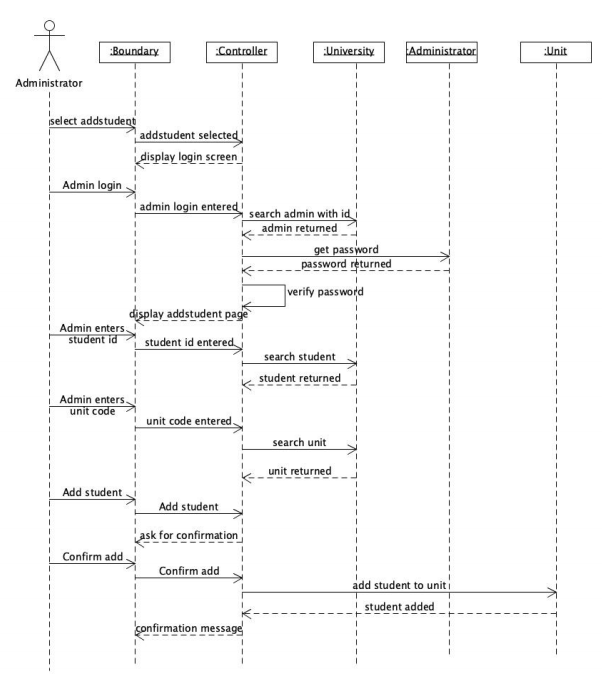 :Boundary
:Controller
:University
:Administrator
:Unit
Administrator
select addstudent
addstudent selected
display login screen
Admin login
admin login entered
search admin with id
admin returned
get password
password returned
verify password
display addstudent page
Admin enters
student id
student id entered
search student
student returned
Admin enters
unit code
unit code entered
search unit
unit returned
Add student
Add student
ask for confirmation
Confirm add
Confirm add
add student to unit
student added
confirmation message